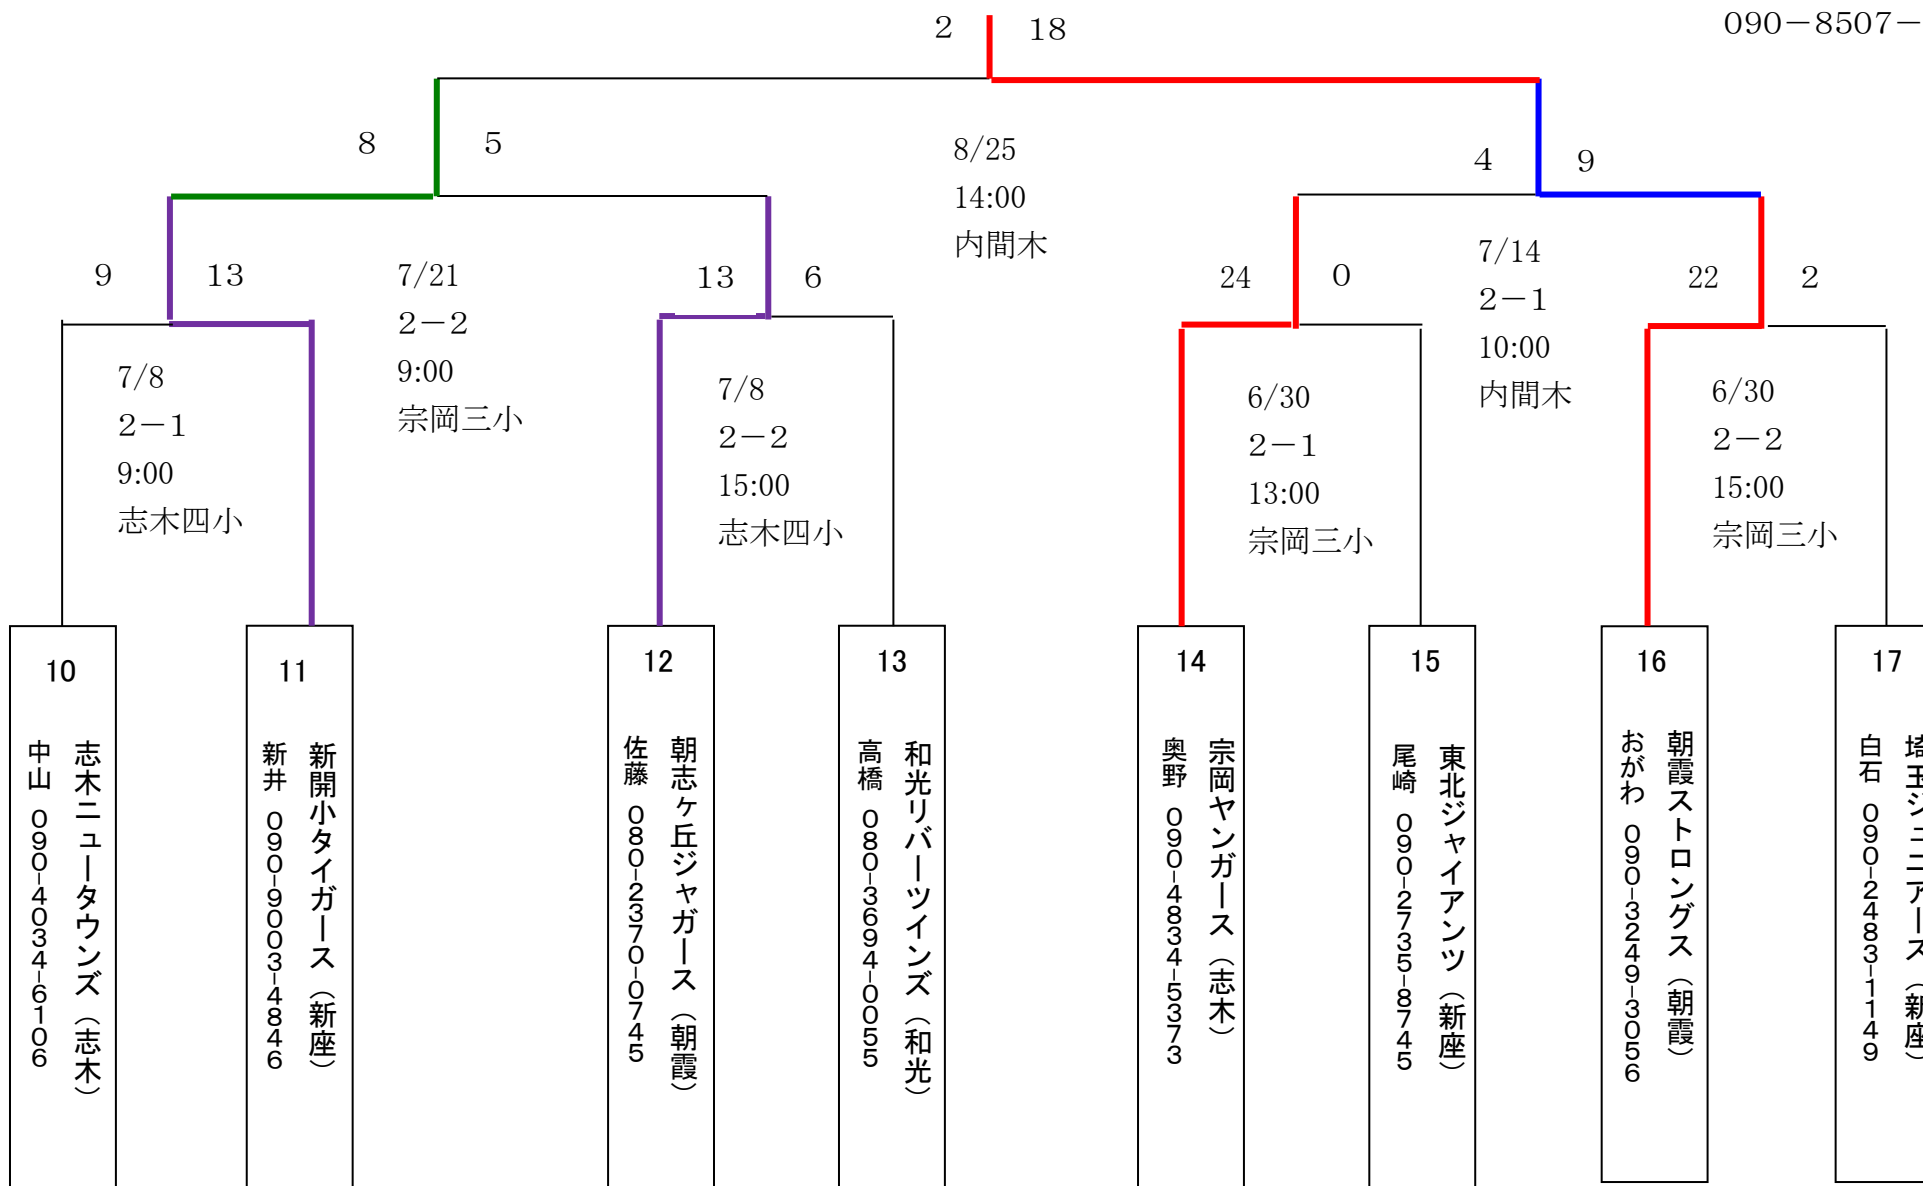 2 18
090－8507－
8 5
8/25
14:00
内間木
4 9
9 13
7/21
2－2
9:00
宗岡三小
13 6
24 0
7/14
2－1
10:00
内間木
22 2
7/8
2－1
9:00
志木四小
7/8
2－2
15:00
志木四小
6/30
2－1
13:00
宗岡三小
6/30
2－2
15:00
宗岡三小
10
志木ニュータウンズ（志木）
中山 090-4034-6106
11
新開小タイガース（新座）
新井 090-9003-4846
12
朝志ヶ丘ジャガース（朝霞）
佐藤 080-2370-0745
13
和光リバーツインズ（和光）
高橋 080-3694-0055
14
宗岡ヤンガース（志木）
奥野 090-4834-5373
15
東北ジャイアンツ（新座）
尾崎 090-2735-8745
16
朝霞ストロングス（朝霞）
おがわ 090-3249-3056
17
埼玉ジュニアース（新座）
白石 090-2483-1149